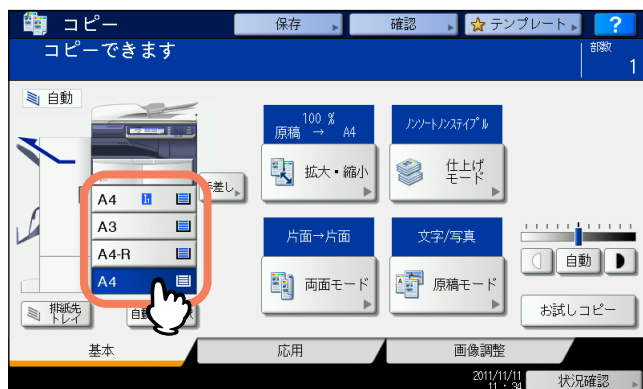 コピー
保存
確認
テンプレート
?
コピーできます
部数
1
自動
100 %
原稿 → A4
ノンソートノンステイプル
拡大・縮小
仕上げ
モード
差し
A4
A3
A4-R
A4
片面→片面
文字/写真
両面モード
原稿モード
自動
お試しコピー
排紙先
トレイ
自
基本
応用
画像調整
2011/11/11
11 : 34
状況確認